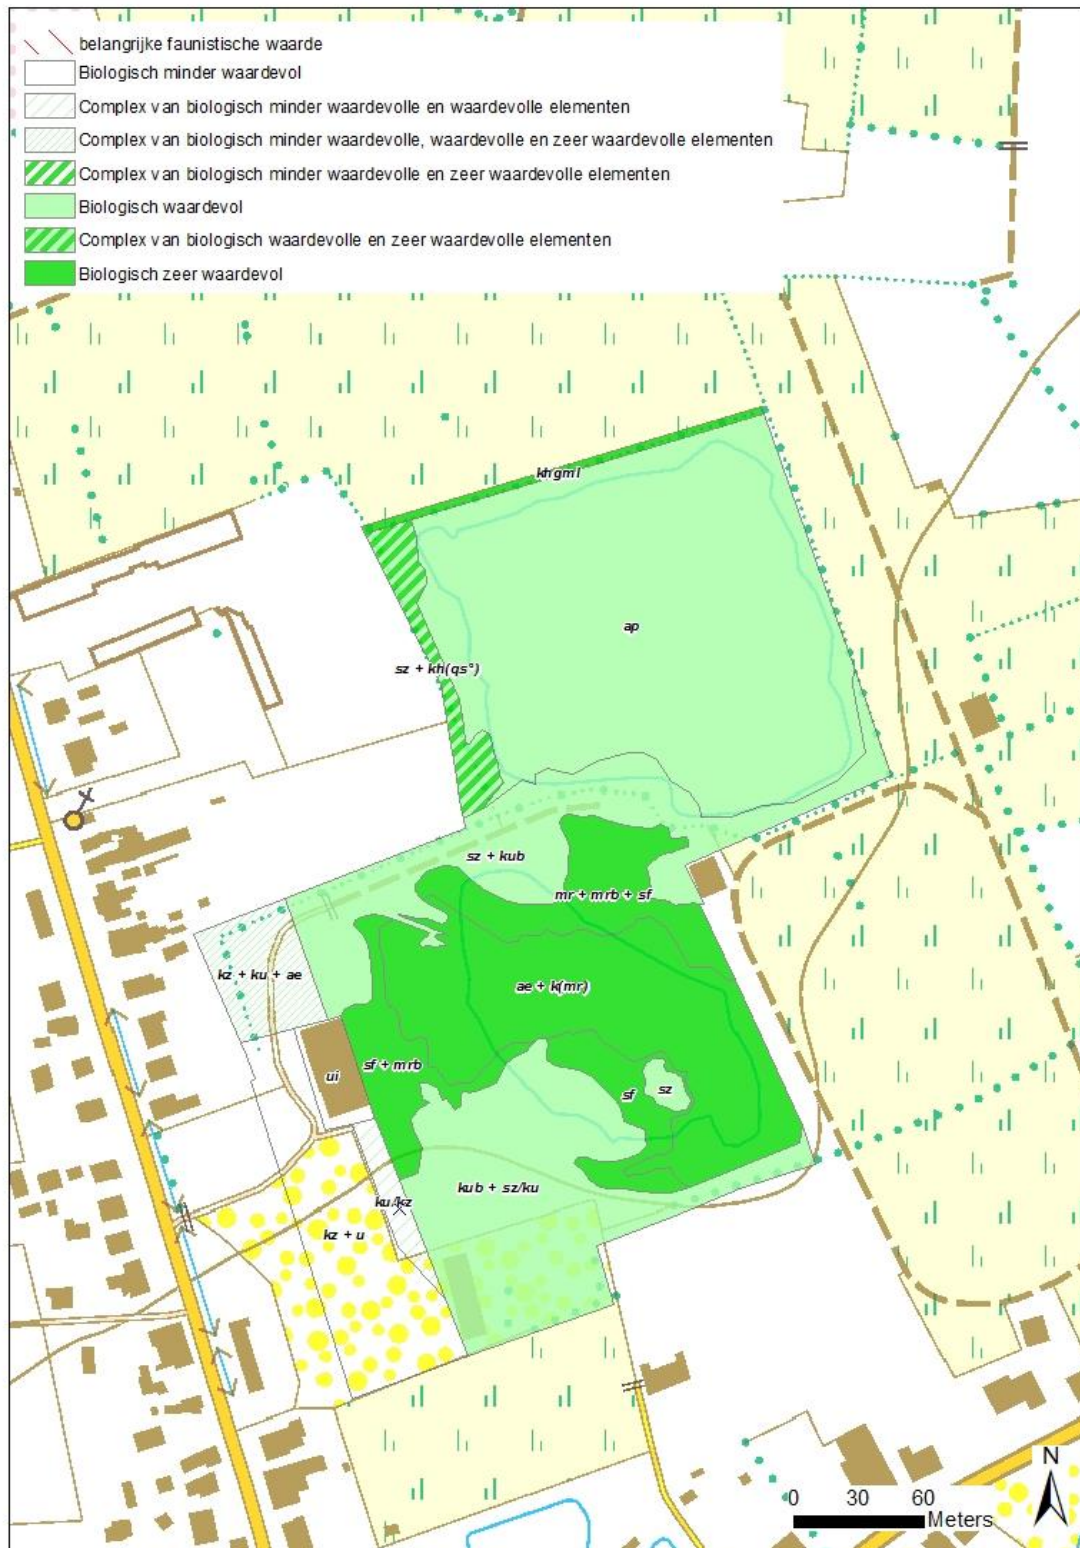 belangrijke faunistische waarde
Biologisch minder waardevol
Complex van biologisch minder waardevolle en waardevolle elementen
Complex van biologisch minder waardevolle, waardevolle en zeer waardevolle elementen
Complex van biologisch minder waardevolle en zeer waardevolle elementen
Biologisch waardevol
Complex van biologisch waardevolle en zeer waardevolle elementen
Biologisch zeer waardevol
khgml
ap
sz + kh(qs°)
sz + kub
mr + mrb + sf
kz + ku + ae
ae + k(mr)
sf + mrb
ui
sf
sz
kub + sz/ku
ku/kz
kz + u
N
0 30 60
Meters